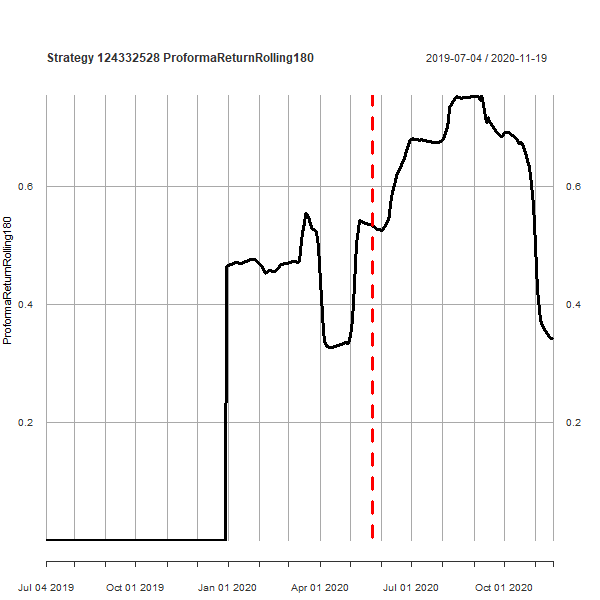 Strategy 124332528 ProformaReturnRolling180
2019-07-04 / 2020-11-19
ProformaReturnRolling180
0.6
0.6
0.4
0.4
0.2
0.2
Jul 04 2019
Oct 01 2019
Jan 01 2020
Apr 01 2020
Jul 01 2020
Oct 01 2020